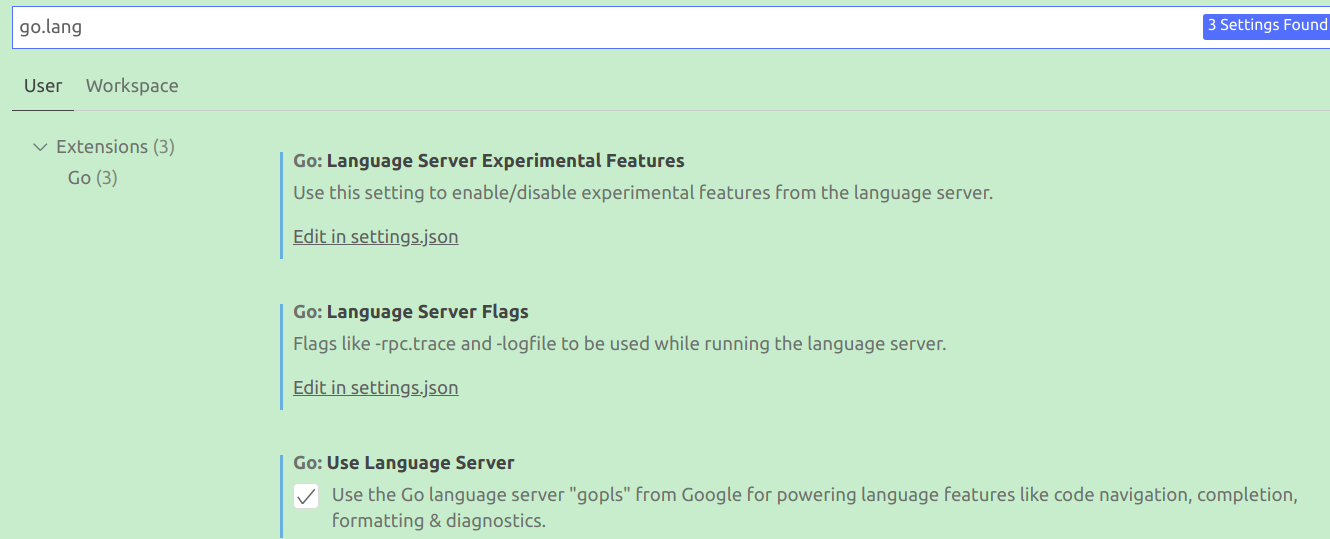 go.lang
3 Settings Found
User
Workspace
Extensions (3)
Go (3)
Go: Language Server Experimental Features
Use this setting to enable/disable experimental features from the language server.
Edit in settings.json
Go: Language Server Flags
Flags like -rpc.trace and -logfile to be used while running the language server.
Edit in settings.json
Go: Use Language Server
Use the Go language server "gopls" from Google for powering language features like code navigation, completion,
formatting & diagnostics.